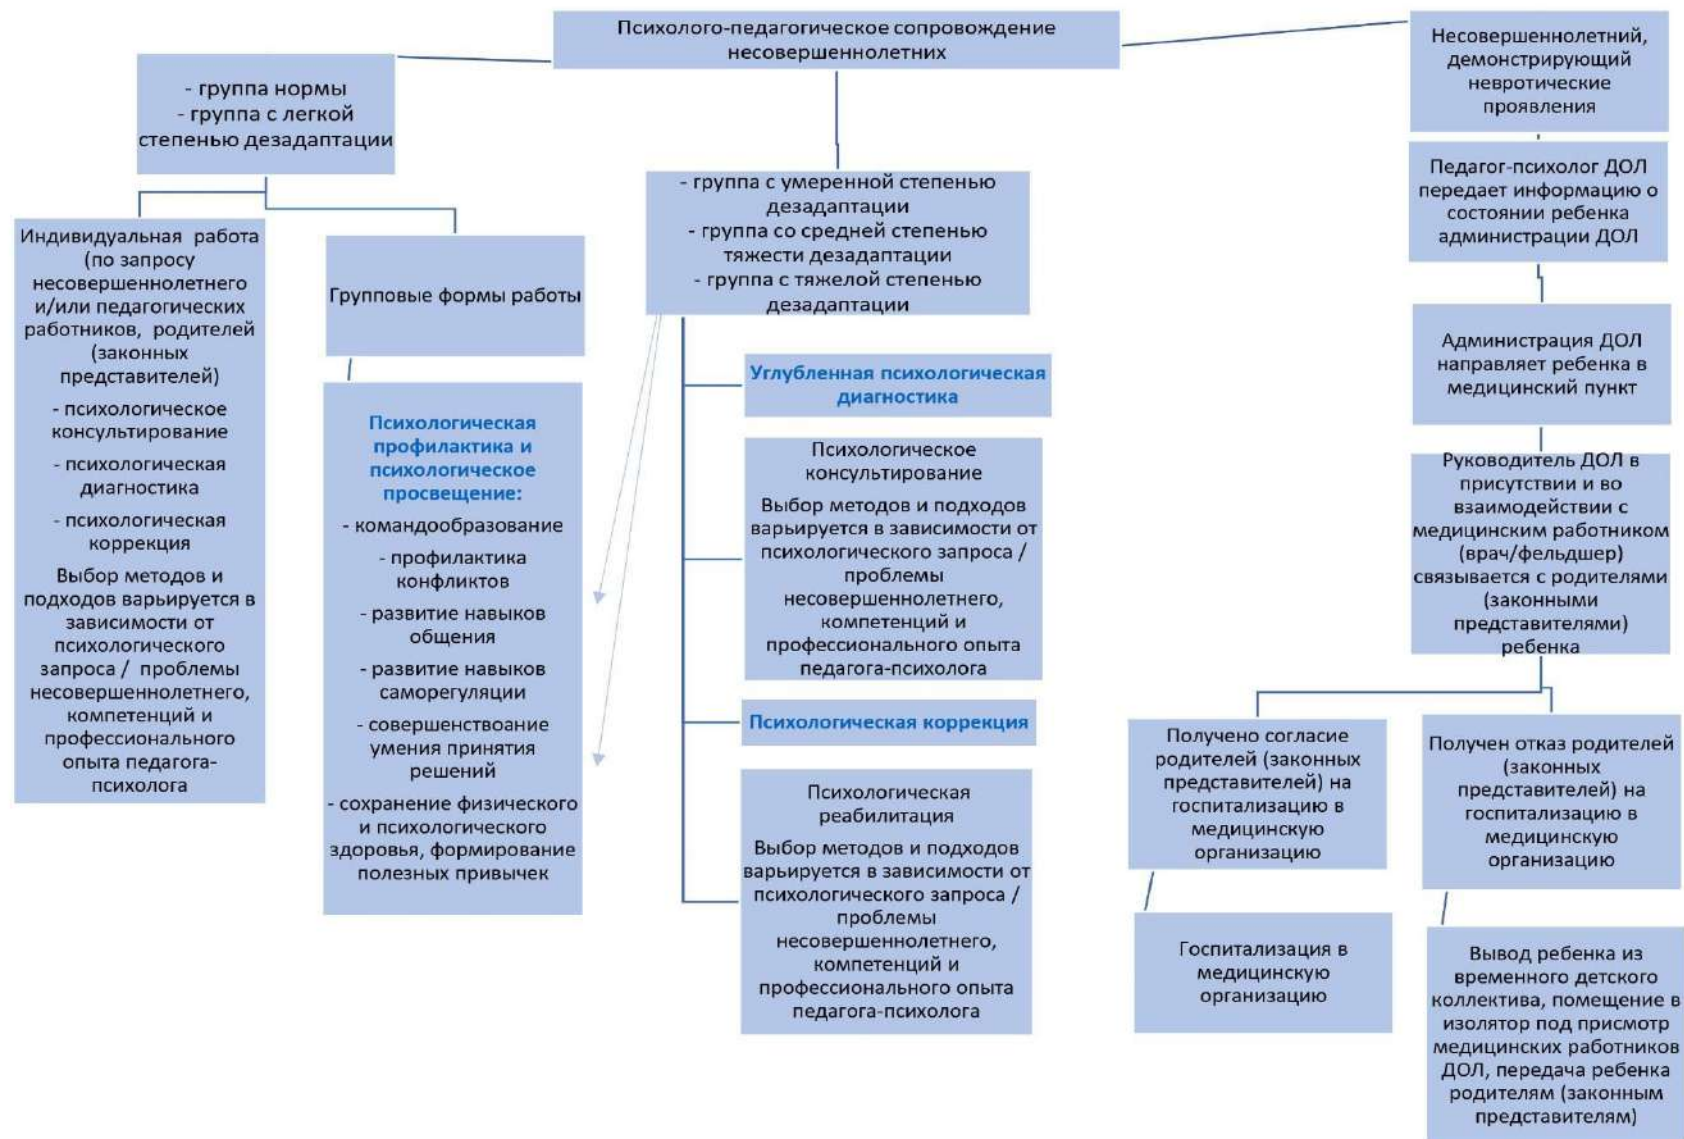 Психолого-педагогическое сопровождение
несовершеннолетних
- группа нормы
- группа с легкой
степенью дезадаптации
Индивидуальная работа
(по запросу
несовершеннолетнего
и/или педагогических
работников, родителей
(законных
представителей)
- психологическое
консультирование
- психологическая
диагностика
- психологическая
коррекция
Выбор методов и
подходов варьируется в
зависимости от
психологического
запроса / проблемы
несовершеннолетнего,
компетенций и
профессионального
опыта педагога-
психолога
Групповые формы работы
Психологическая
профилактика и
психологическое
просвещение:
- командообразование
- профилактика
конфликтов
- развитие навыков
общения
- развитие навыков
саморегуляции
- совершенствоание
умения принятия
решений
- сохранение физического
и психологического
здоровья, формирование
полезных привычек
- группа с умеренной степенью
дезадаптации
- группа со средней степенью
тяжести дезадаптации
- группа с тяжелой степенью
дезадаптации
Углубленная психологическая
диагностика
Психологическое
консультирование
Выбор методов и подходов
варьируется в зависимости от
психологического запроса /
проблемы
несовершеннолетнего,
компетенций и
профессионального опыта
педагога-психолога
Психологическая коррекция
Психологическая
реабилитация
Выбор методов и подходов
варьируется в зависимости от
психологического запроса /
проблемы
несовершеннолетнего,
компетенций и
профессионального опыта
педагога-психолога
Несовершеннолетний,
демонстрирующий
невротические
проявления
Педагог-психолог ДОЛ
передает информацию о
состоянии ребенка
администрации ДОЛ
Администрация ДОЛ
направляет ребенка в
медицинский пункт
Руководитель ДОЛ в
присутствии и во
взаимодействии с
медицинским работником
(врач/фельдшер)
связывается с родителями
(законными
представителями)
ребенка
Получено согласие
родителей (законных
представителей) на
госпитализацию в
медицинскую
организацию
Госпитализация в
медицинскую
организацию
Получен отказ родителей
(законных
представителей) на
госпитализацию в
медицинскую
организацию
Вывод ребенка из
временного детского
коллектива, помещение в
изолятор под присмотр
медицинских работников
ДОЛ, передача ребенка
родителям (законным
представителям)